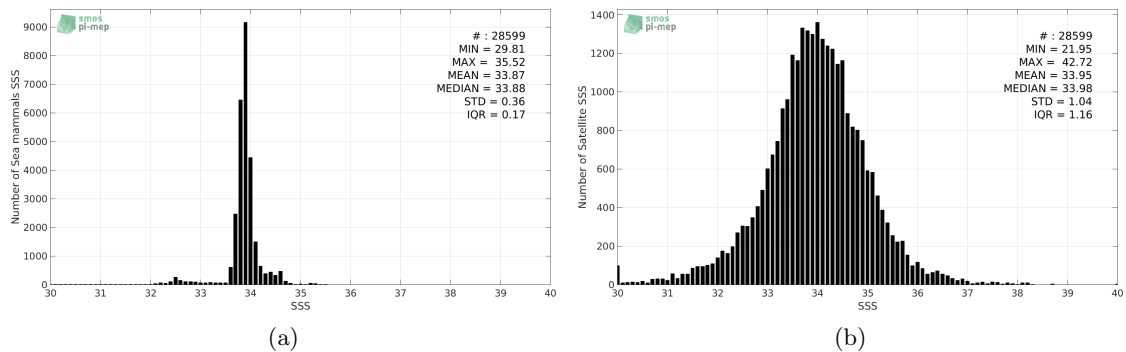 smos
pi-mep
9000
8000
7000
6000
5000
4000
3000
2000
1000
0
Number of Sea mammals SSS
# : 28599
MIN = 29.81
MAX = 35.52
MEAN = 33.87
MEDIAN = 33.88
STD = 0.36
IQR = 0.17
30 31 32 33 34 35 36 37 38 39 40
SSS
(a)
smos
pi-mep
1400
1200
1000
800
600
400
200
0
Number of Satellite SSS
# : 28599
MIN = 21.95
MAX = 42.72
MEAN = 33.95
MEDIAN = 33.98
STD = 1.04
IQR = 1.16
30 31 32 33 34 35 36 37 38 39 40
SSS
(b)